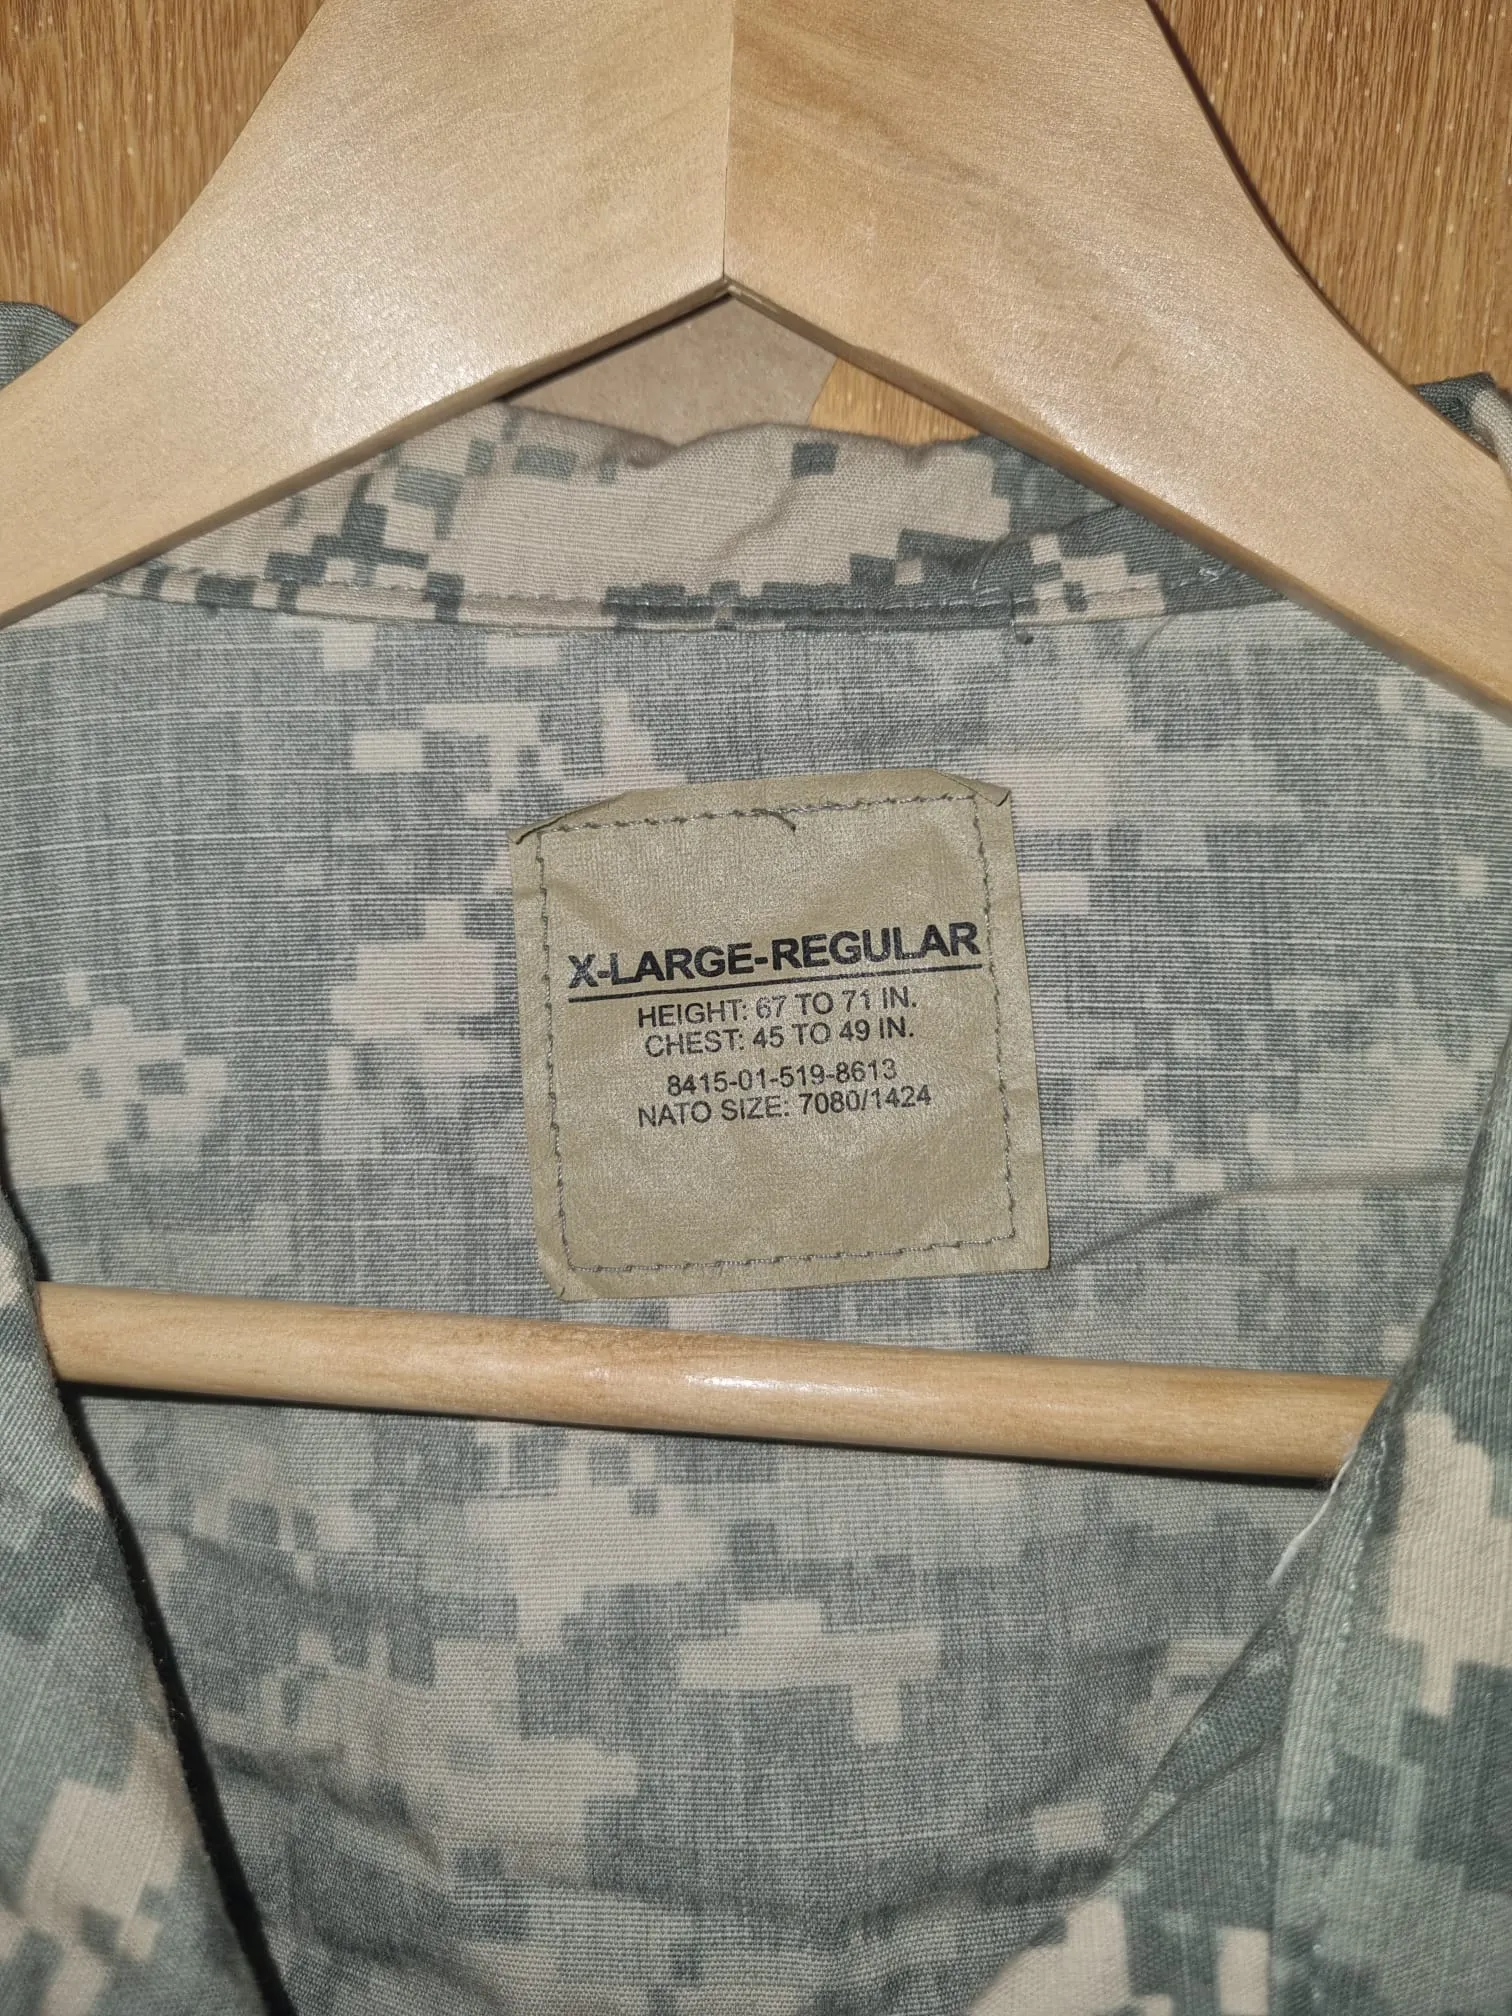 X-LARGE-REGULAR
HEIGHT: 67 TO 71 IN.
CHEST: 45 TO 49 IN.
8415-01-519-8613
NATO SIZE: 7080/1424